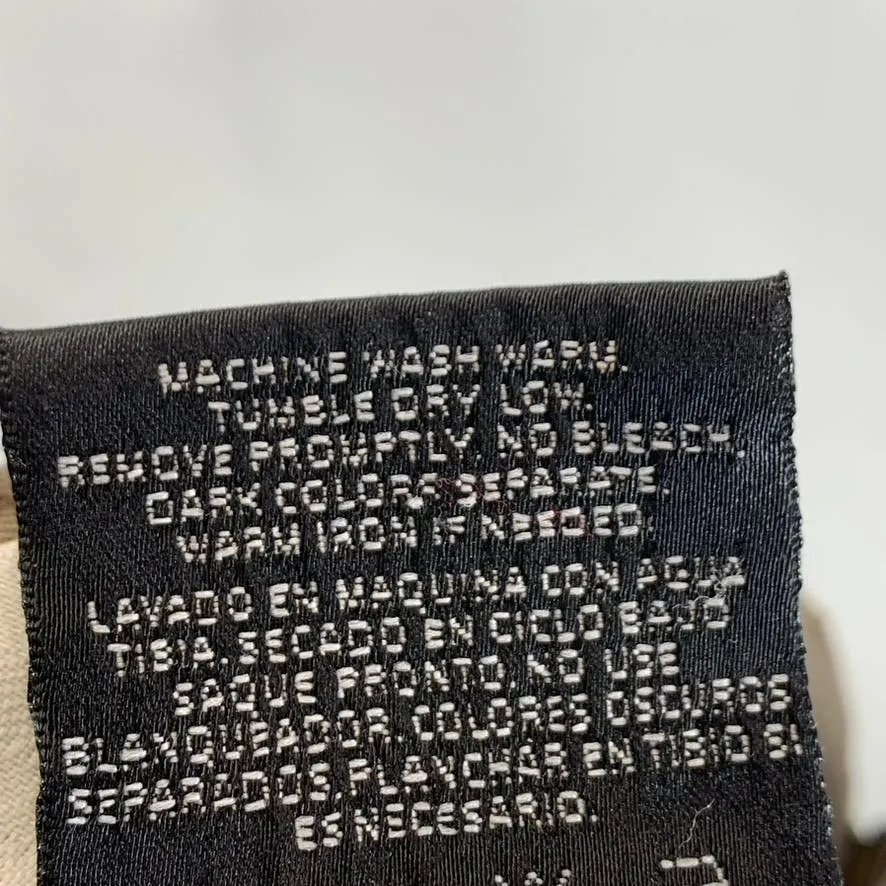 MACHINE WASH WARM.
TUMBLE DRY LOW.
REMOVE PROMPTLY. NO BLEACH.
DARK COLORS SEPARATE.
WARM IRON IF NEEDED.
LAVADO EN MAQUINA CON AGUA
TIBIA. SECADO EN CICLO BAJO
SAQUE PRONTO. NO USE
BLANQUEADOR. COLORES OSCUROS
SEPARADOS. PLANCHAR EN TIBIO SI
ES NECESARIO.